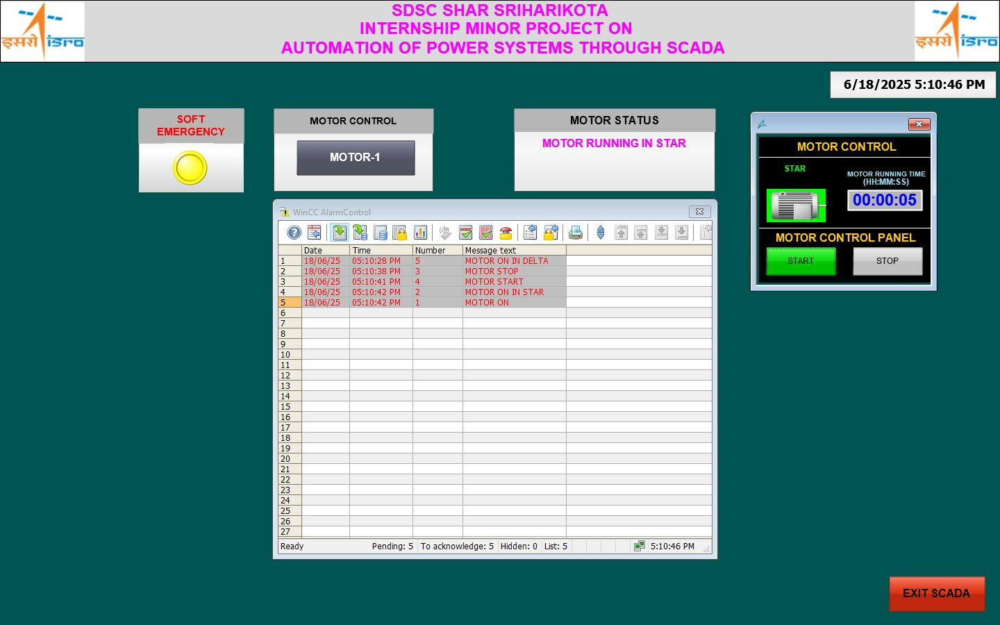 SDSC SHAR SRIHARIKOTA
INTERNSHIP MINOR PROJECT ON
AUTOMATION OF POWER SYSTEMS THROUGH SCADA
इसरो isro
इसरो isro
6/18/2025 5:10:46 PM
SOFT
EMERGENCY
MOTOR CONTROL
MOTOR-1
MOTOR STATUS
MOTOR RUNNING IN STAR
MOTOR CONTROL
STAR
MOTOR RUNNING TIME
(HH:MM:SS)
00:00:05
MOTOR CONTROL PANEL
START STOP
WinCC AlarmControl
Date Time Number Message text
1 18/06/25 05:10:28 PM 5 MOTOR ON IN DELTA
2 18/06/25 05:10:38 PM 3 MOTOR STOP
3 18/06/25 05:10:41 PM 4 MOTOR START
4 18/06/25 05:10:42 PM 2 MOTOR ON IN STAR
5 18/06/25 05:10:42 PM 1 MOTOR ON
6
7
8
9
10
11
12
13
14
15
16
17
18
19
20
21
22
23
24
25
26
27
Ready Pending: 5 To acknowledge: 5 Hidden: 0 List: 5 5:10:46 PM
EXIT SCADA